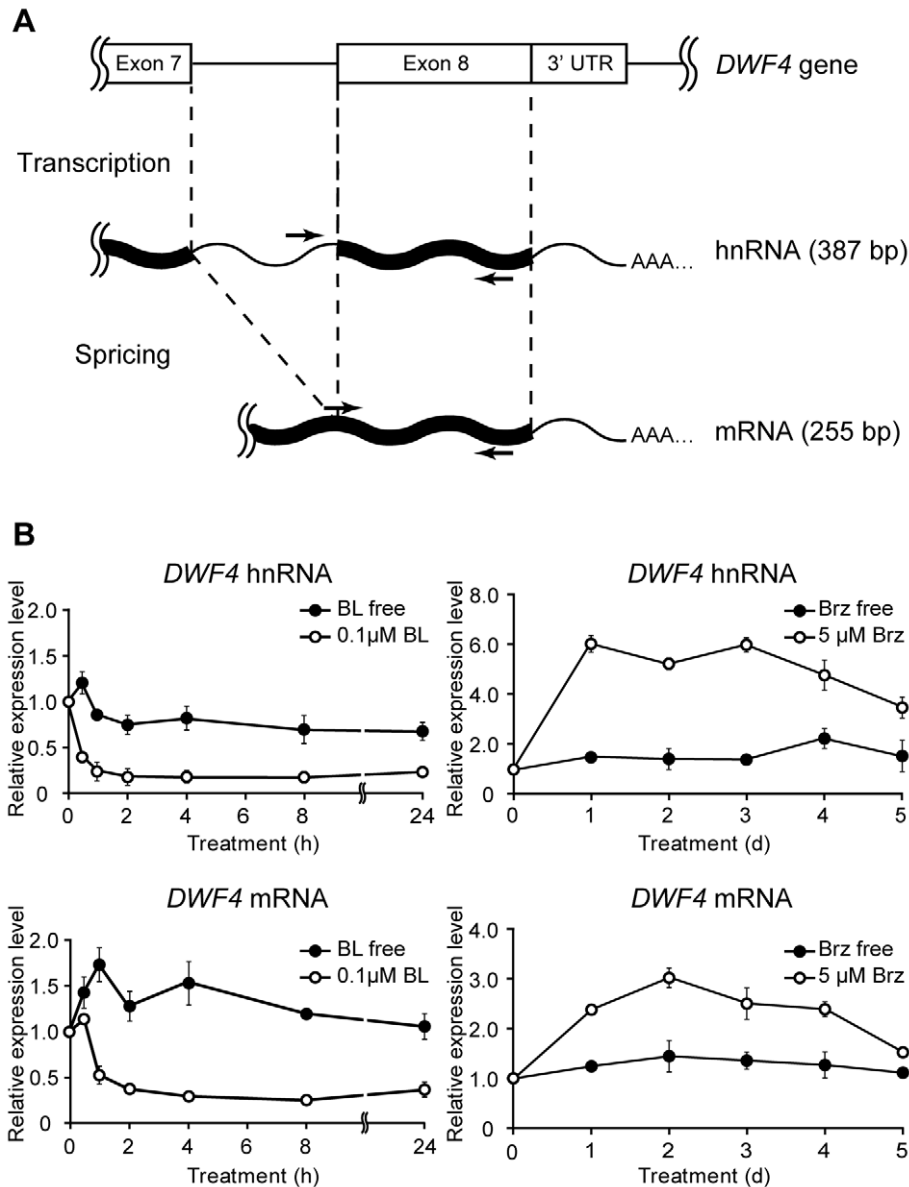 A
Exon 7
Exon 8
3' UTR
DWF4 gene
Transcription
AAA...
hnRNA (387 bp)
Spricing
AAA...
mRNA (255 bp)
B
DWF4 hnRNA
Relative expression level
2.0
1.5
1.0
0.5
0
BL free
0.1µM BL
0 2 4 8 24
Treatment (h)
DWF4 hnRNA
Relative expression level
8.0
6.0
4.0
2.0
0
Brz free
5 µM Brz
0 1 2 3 4 5
Treatment (d)
DWF4 mRNA
Relative expression level
2.0
1.5
1.0
0.5
0
BL free
0.1µM BL
0 2 4 8 24
Treatment (h)
DWF4 mRNA
Relative expression level
4.0
3.0
2.0
1.0
0
Brz free
5 µM Brz
0 1 2 3 4 5
Treatment (d)